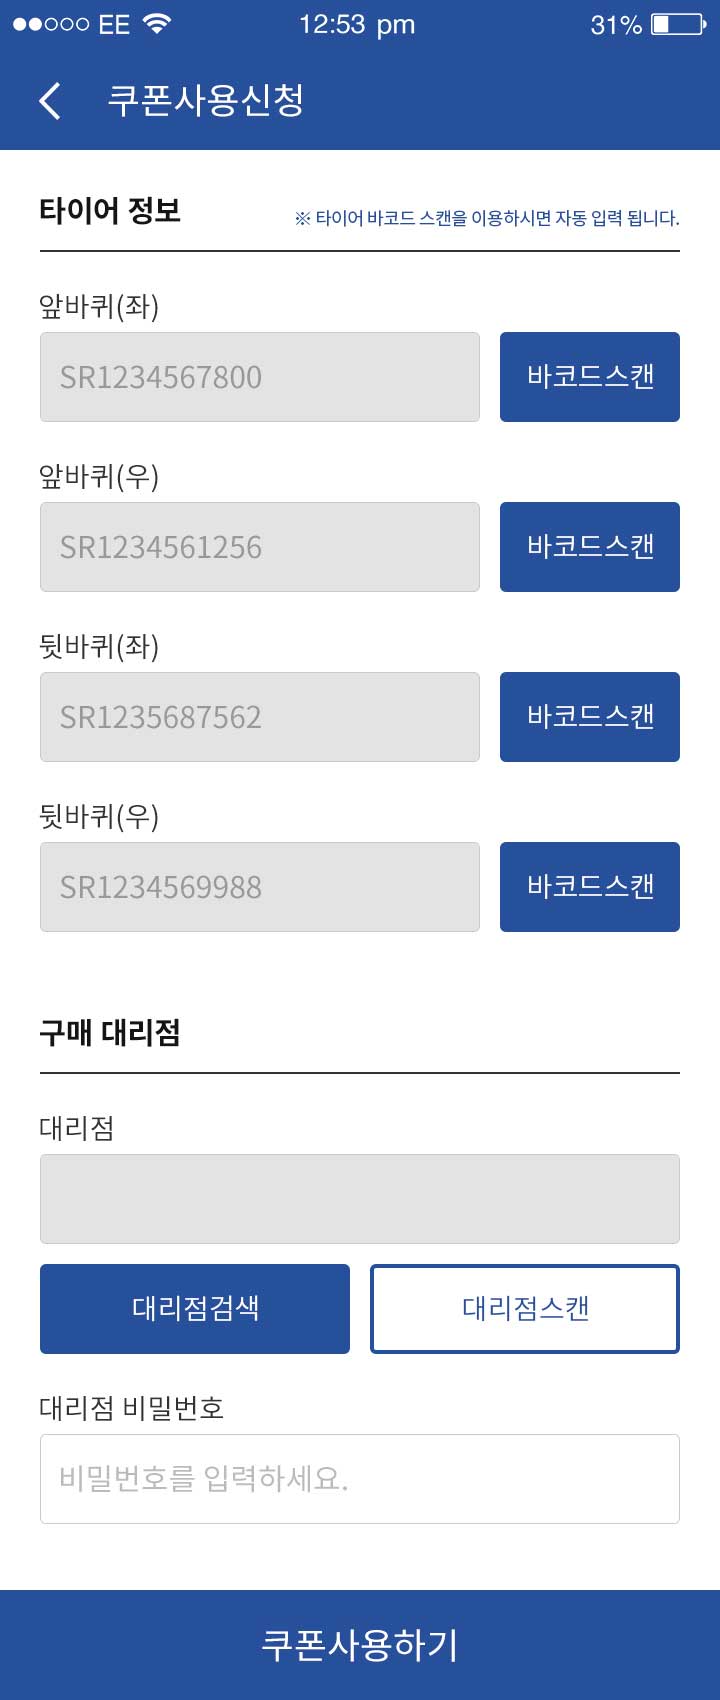 EE 12:53 pm 31%
쿠폰사용신청
타이어 정보 ※ 타이어 바코드 스캔을 이용하시면 자동 입력 됩니다.
앞바퀴(좌)
SR1234567800 바코드스캔
앞바퀴(우)
SR1234561256 바코드스캔
뒷바퀴(좌)
SR1235687562 바코드스캔
뒷바퀴(우)
SR1234569988 바코드스캔
구매 대리점
대리점
대리점검색 대리점스캔
대리점 비밀번호
비밀번호를 입력하세요.
쿠폰사용하기